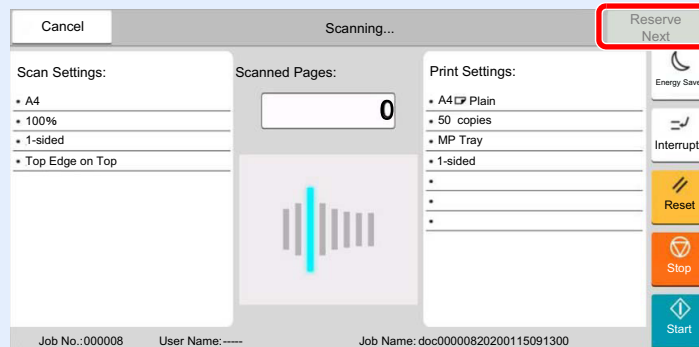 Cancel
Scanning...
Reserve
Next
Scan Settings:
• A4
• 100%
• 1-sided
• Top Edge on Top
Scanned Pages:
0
Print Settings:
• A4 Plain
• 50 copies
• MP Tray
• 1-sided
•
•
•
Energy Save
Interrupt
Reset
Stop
Start
Job No.:000008 User Name:----- Job Name: doc00000820200115091300